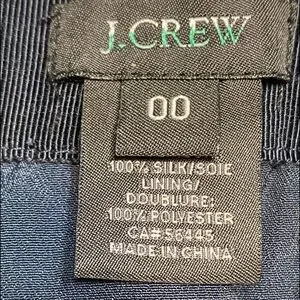 J.CREW
00
100% SILK/SOIE
LINING/
DOUBLURE:
100% POLYESTER
CA# 56445
MADE IN CHINA